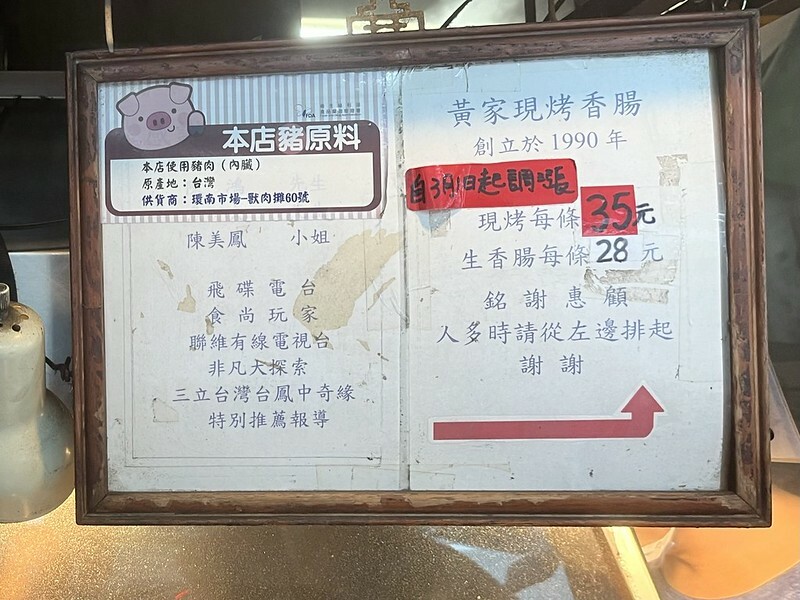 本店豬原料
本店使用豬肉（內臟）
原產地：台灣
供貨商：環南市場–獸肉攤60號
陳美鳳 小姐
飛碟電台
食尚玩家
聯維有線電視台
非凡大探索
三立台灣台鳳中奇緣
特別推薦報導
黃家現烤香腸
創立於 1990 年
自3月1日起調漲
現烤每條35元
生香腸每條28元
銘謝惠顧
人多時請從左邊排起
謝謝